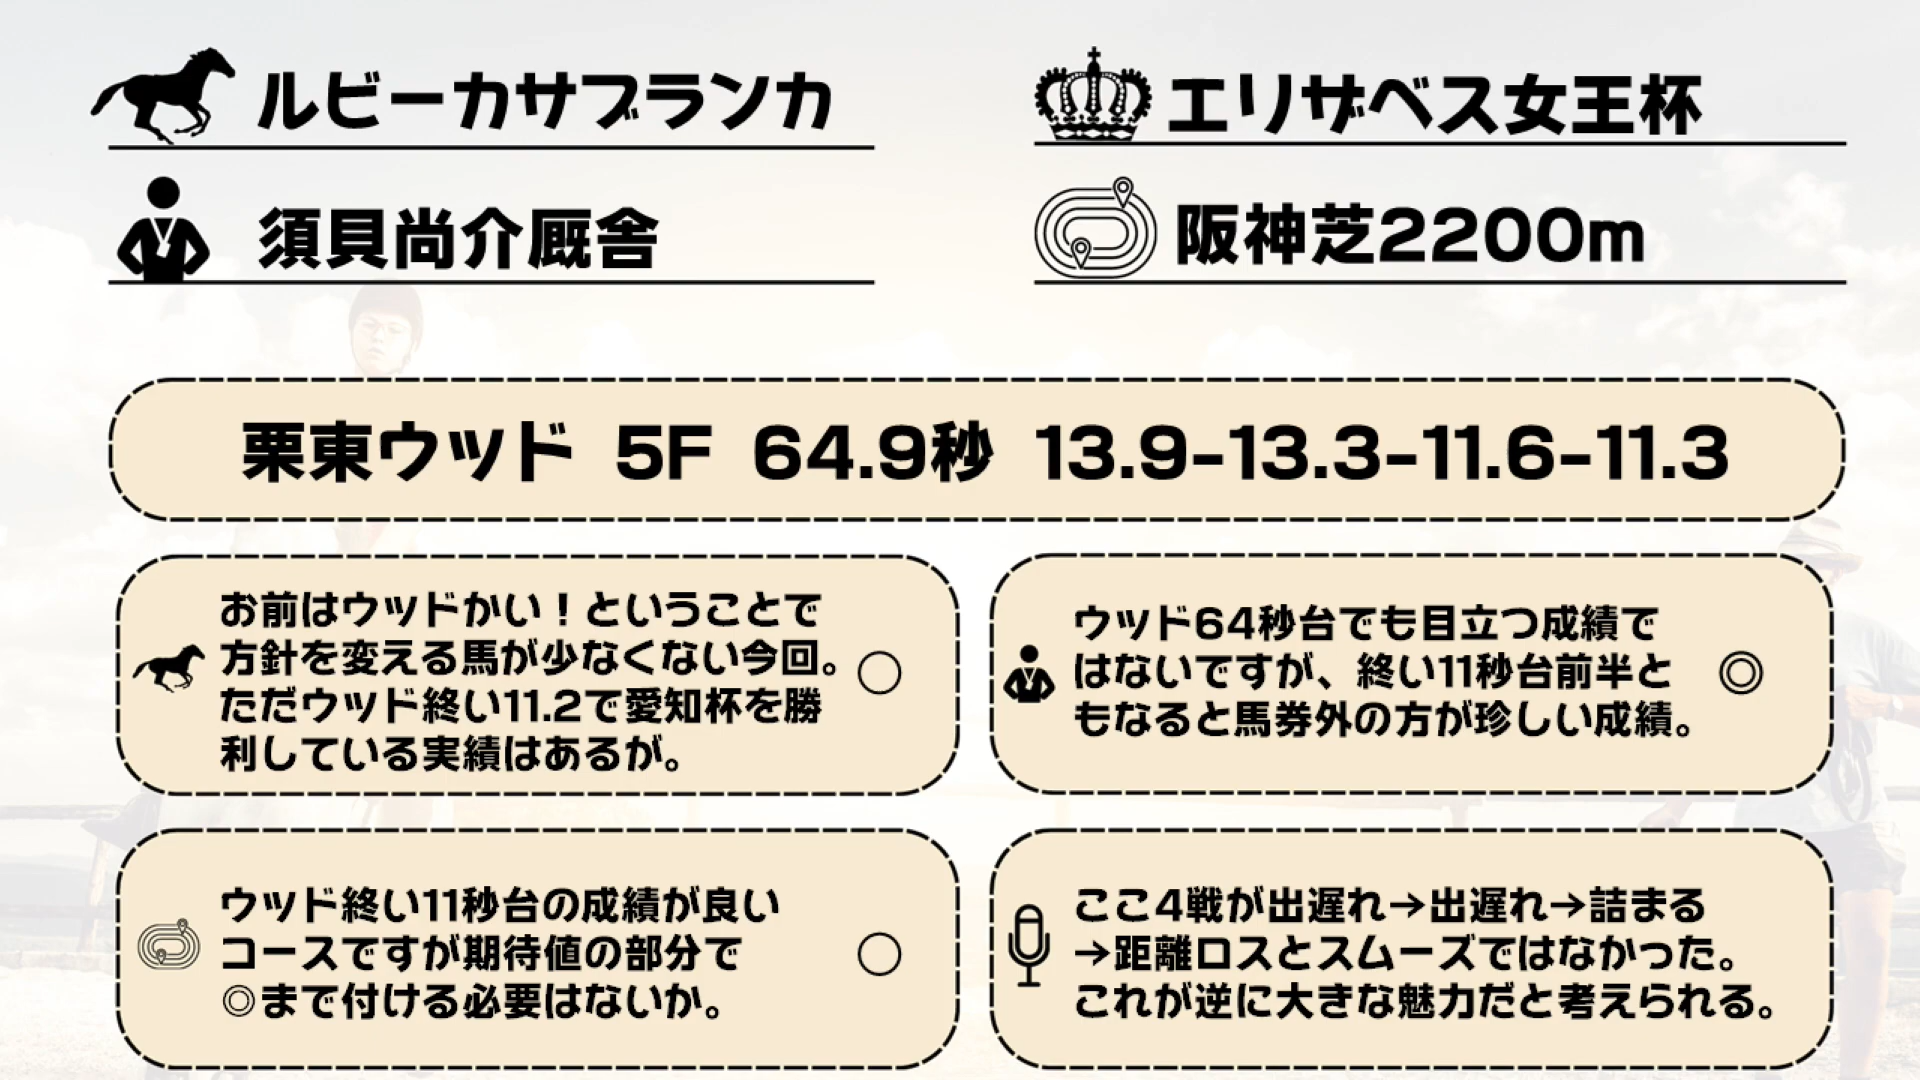 ルビーカサブランカ
エリザベス女王杯
須貝尚介厩舎
阪神芝2200m
栗東ウッド 5F 64.9秒 13.9-13.3-11.6-11.3
お前はウッドかい！ということで
方針を変える馬が少なくない今回。
ただウッド終い11.2で愛知杯を勝
利している実績はあるが。
○
ウッド64秒台でも目立つ成績で
はないですが、終い11秒台前半と
もなると馬券外の方が珍しい成績。
◎
ウッド終い11秒台の成績が良い
コースですが期待値の部分で
◎まで付ける必要はないか。
○
ここ4戦が出遅れ→出遅れ→詰まる
→距離ロスとスムーズではなかった。
これが逆に大きな魅力だと考えられる。